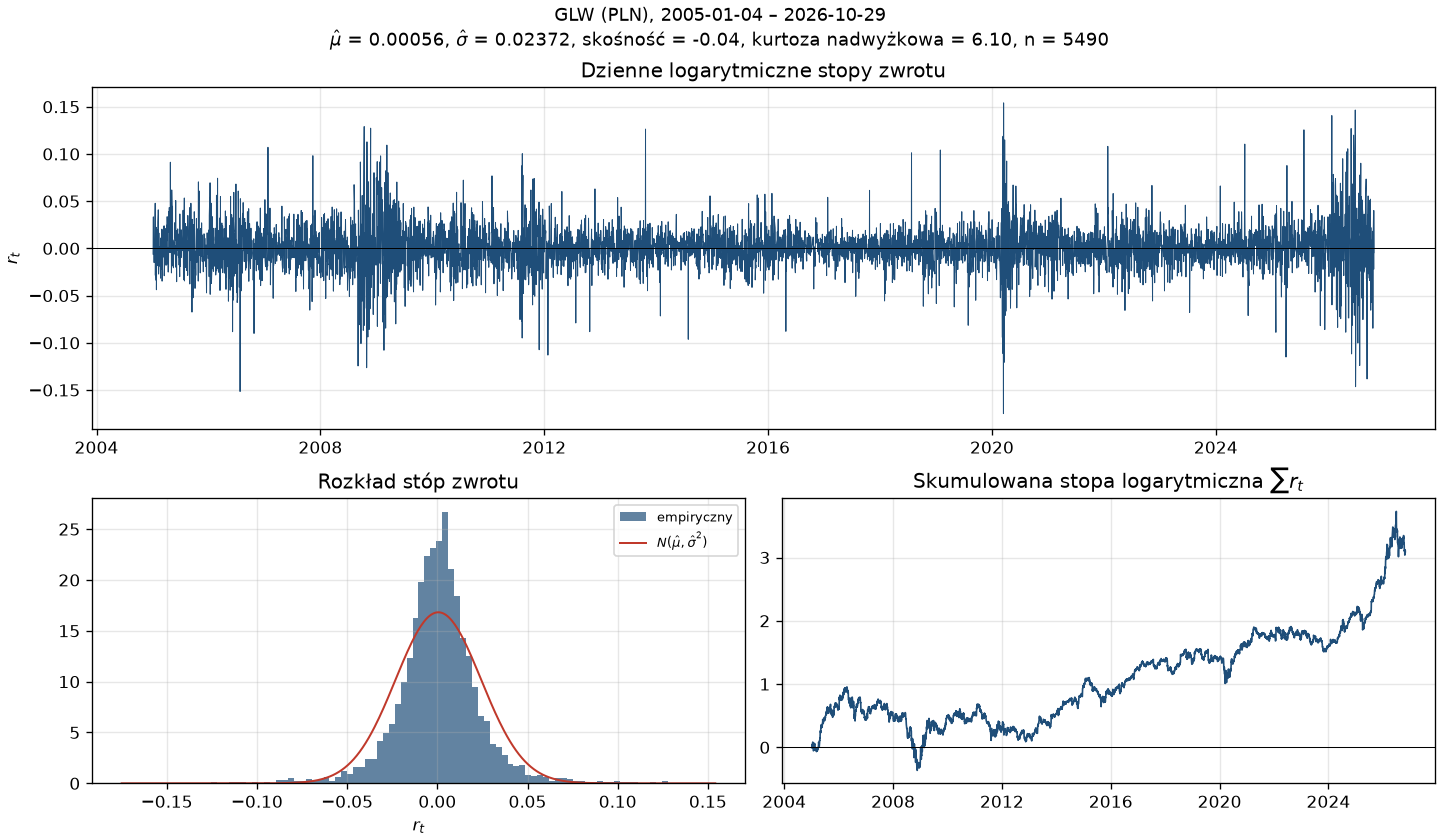 GLW (PLN), 2005-01-04 – 2026-10-29
μ̂ = 0.00056, σ̂ = 0.02372, skośność = -0.04, kurtoza nadwyżkowa = 6.10, n = 5490
Dzienne logarytmiczne stopy zwrotu
0.15
0.10
0.05
0.00
−0.05
−0.10
−0.15
r_t
2004 2008 2012 2016 2020 2024
Rozkład stóp zwrotu
empiryczny
N(μ̂, σ̂²)
25
20
15
10
5
0
−0.15 −0.10 −0.05 0.00 0.05 0.10 0.15
r_t
Skumulowana stopa logarytmiczna ∑r_t
3
2
1
0
2004 2008 2012 2016 2020 2024